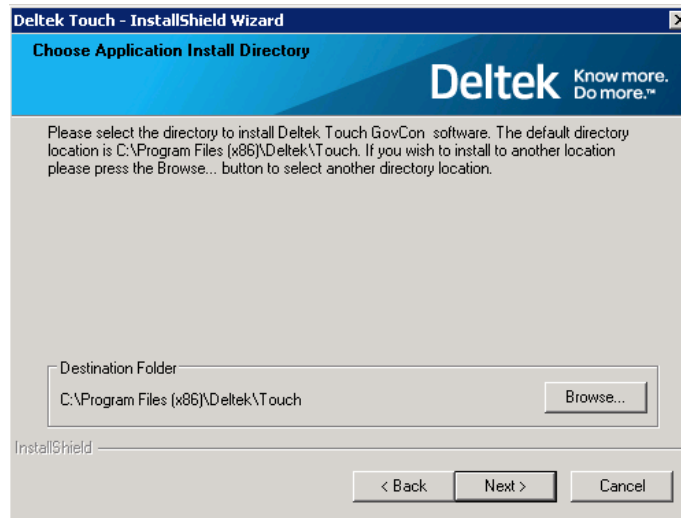 Deltek Touch - InstallShield Wizard
Choose Application Install Directory
Deltek Know more.
Do more.™
Please select the directory to install Deltek Touch GovCon  software. The default directory
location is C:\Program Files (x86)\Deltek\Touch. If you wish to install to another location
please press the Browse... button to select another directory location.
Destination Folder
C:\Program Files (x86)\Deltek\Touch
Browse...
InstallShield
< Back
Next >
Cancel